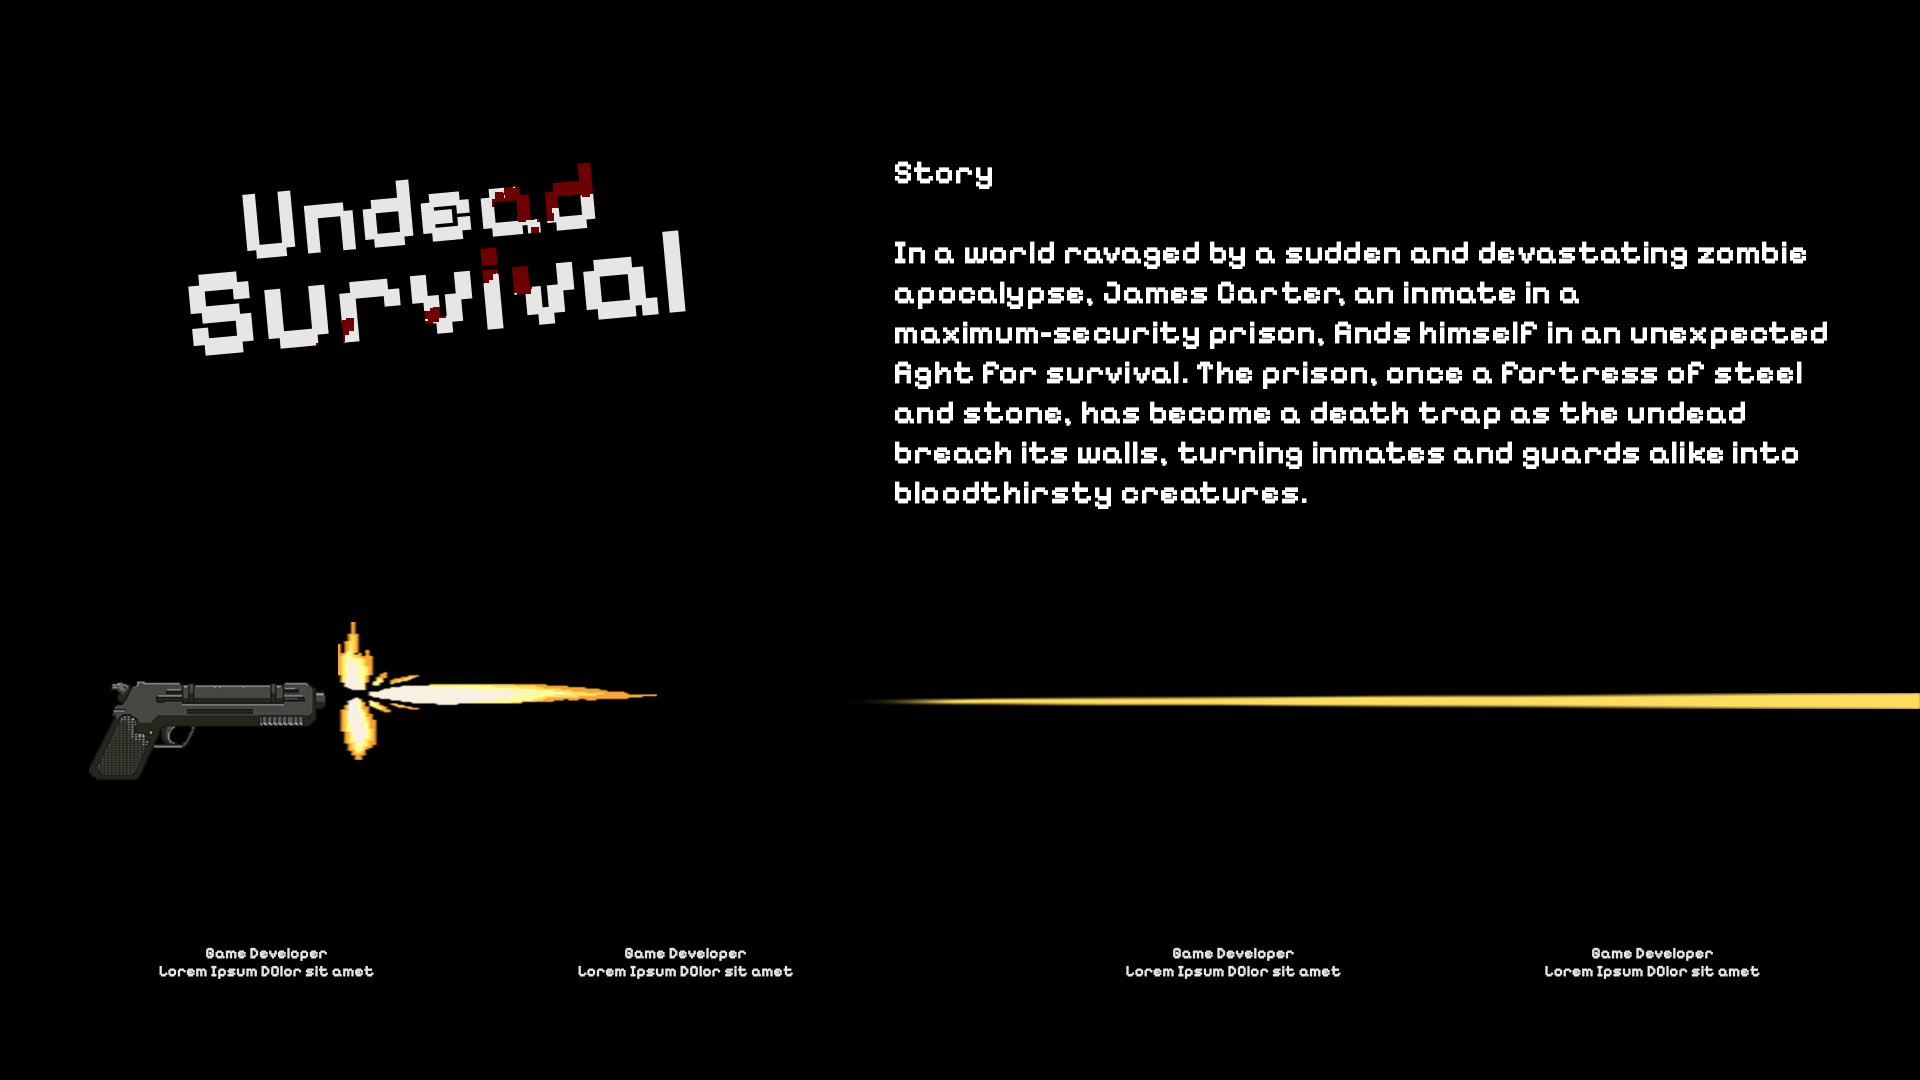 Undead
Survival
Story
In a world ravaged by a sudden and devastating zombie
apocalypse, James Carter, an inmate in a
maximum-security prison, finds himself in an unexpected
fight for survival. The prison, once a fortress of steel
and stone, has become a death trap as the undead
breach its walls, turning inmates and guards alike into
bloodthirsty creatures.
Game Developer
Lorem Ipsum DOlor sit amet
Game Developer
Lorem Ipsum DOlor sit amet
Game Developer
Lorem Ipsum DOlor sit amet
Game Developer
Lorem Ipsum DOlor sit amet